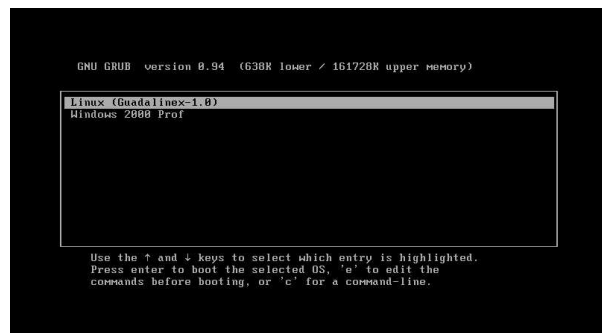 GNU GRUB  version 0.94  (638K lower / 161728K upper memory)
Linux (Guadalinex-1.0)
Windows 2000 Prof
Use the ↑ and ↓ keys to select which entry is highlighted.
Press enter to boot the selected OS, 'e' to edit the
commands before booting, or 'c' for a command-line.